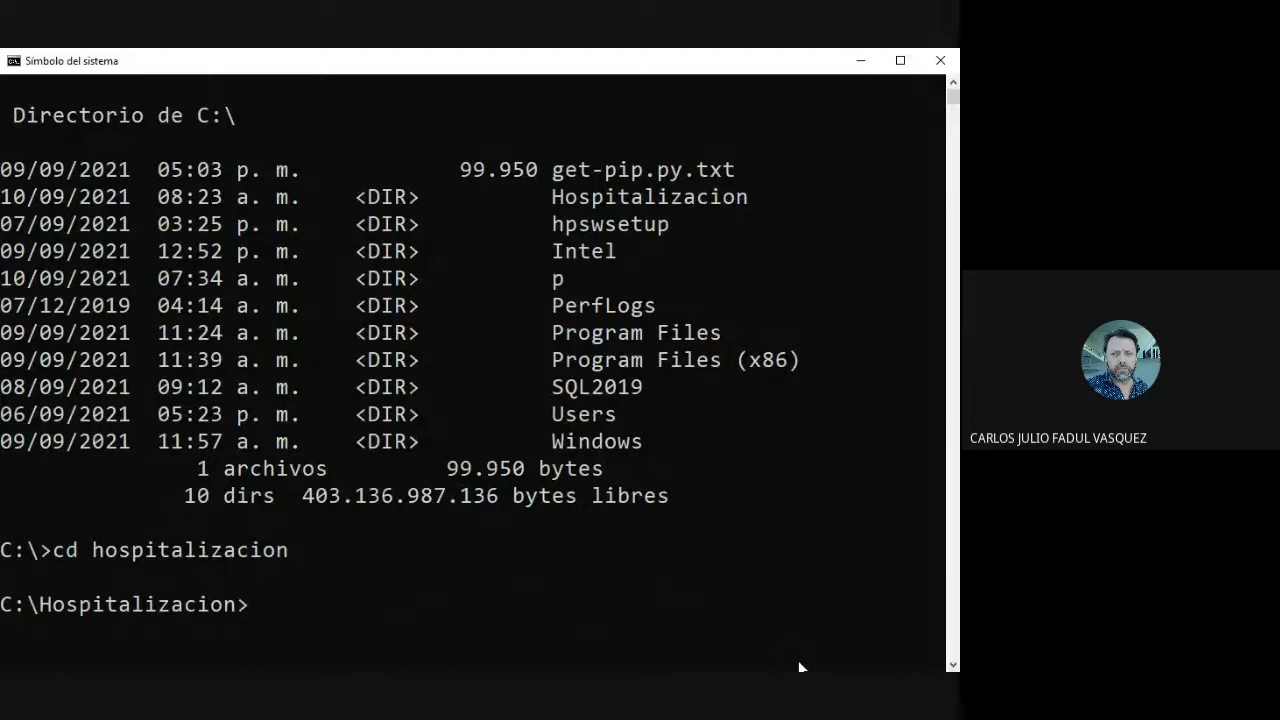 Símbolo del sistema
Directorio de C:\
09/09/2021 05:03 p. m. 99.950 get-pip.py.txt
10/09/2021 08:23 a. m. <DIR> Hospitalizacion
07/09/2021 03:25 p. m. <DIR> hpswsetup
09/09/2021 12:52 p. m. <DIR> Intel
10/09/2021 07:34 a. m. <DIR> p
07/12/2019 04:14 a. m. <DIR> PerfLogs
09/09/2021 11:24 a. m. <DIR> Program Files
09/09/2021 11:39 a. m. <DIR> Program Files (x86)
08/09/2021 09:12 a. m. <DIR> SQL2019
06/09/2021 05:23 p. m. <DIR> Users
09/09/2021 11:57 a. m. <DIR> Windows
1 archivos 99.950 bytes
10 dirs 403.136.987.136 bytes libres
C:\>cd hospitalizacion
C:\Hospitalizacion>
CARLOS JULIO FADUL VASQUEZ